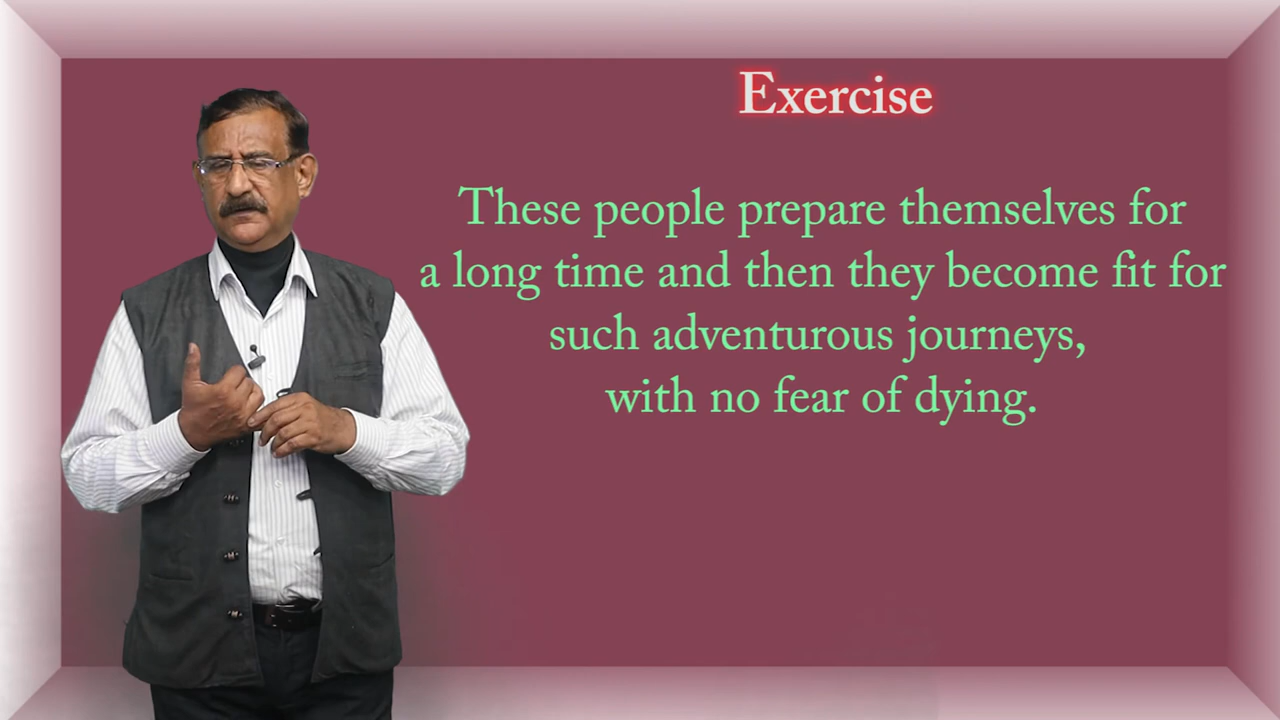 Exercise
These people prepare themselves for
a long time and then they become fit for
such adventurous journeys,
with no fear of dying.